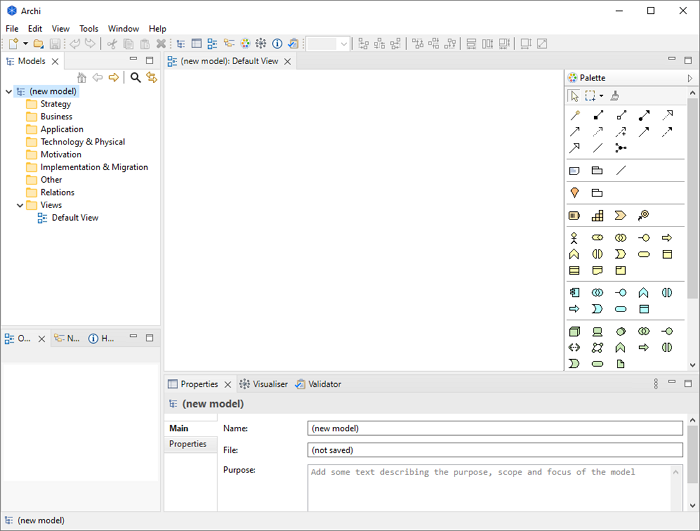 Archi
File Edit View Tools Window Help
Models
(new model): Default View
Palette
(new model)
Strategy
Business
Application
Technology & Physical
Motivation
Implementation & Migration
Other
Relations
Views
Default View
O... N... H...
Properties Visualiser Validator
(new model)
Main
Properties
Name: (new model)
File: (not saved)
Purpose: Add some text describing the purpose, scope and focus of the model
(new model)